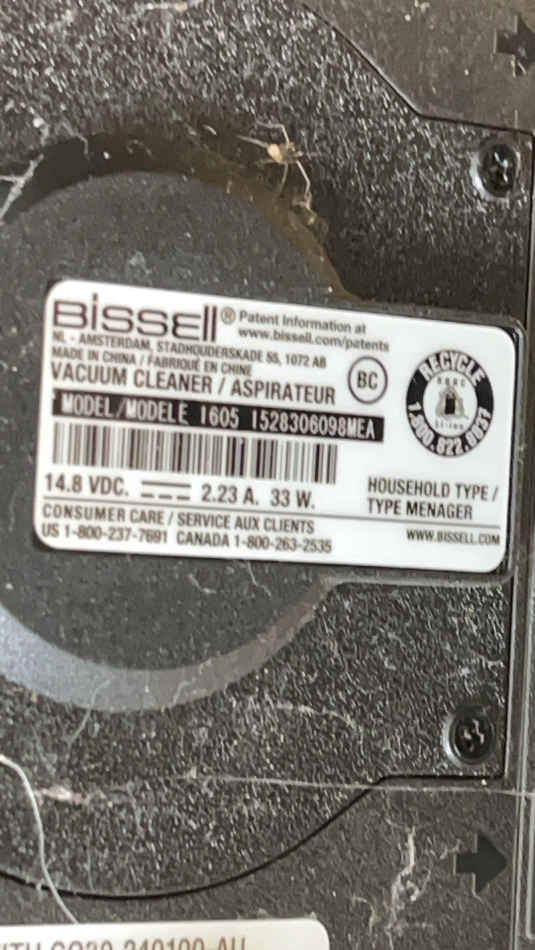 BISSELL®
Patent Information at
www.bissell.com/patents
NL - AMSTERDAM, STADHOUDERSKADE 55, 1072 AB
MADE IN CHINA / FABRIQUÉ EN CHINE
VACUUM CLEANER / ASPIRATEUR
BC
MODEL/MODELE 1605 1528306098MEA
RECYCLE
RBRC
Li-ion
1.800.822.8837
14.8 VDC. 2.23 A. 33 W.
HOUSEHOLD TYPE /
TYPE MENAGER
CONSUMER CARE / SERVICE AUX CLIENTS
US 1-800-237-7691 CANADA 1-800-263-2535
WWW.BISSELL.COM